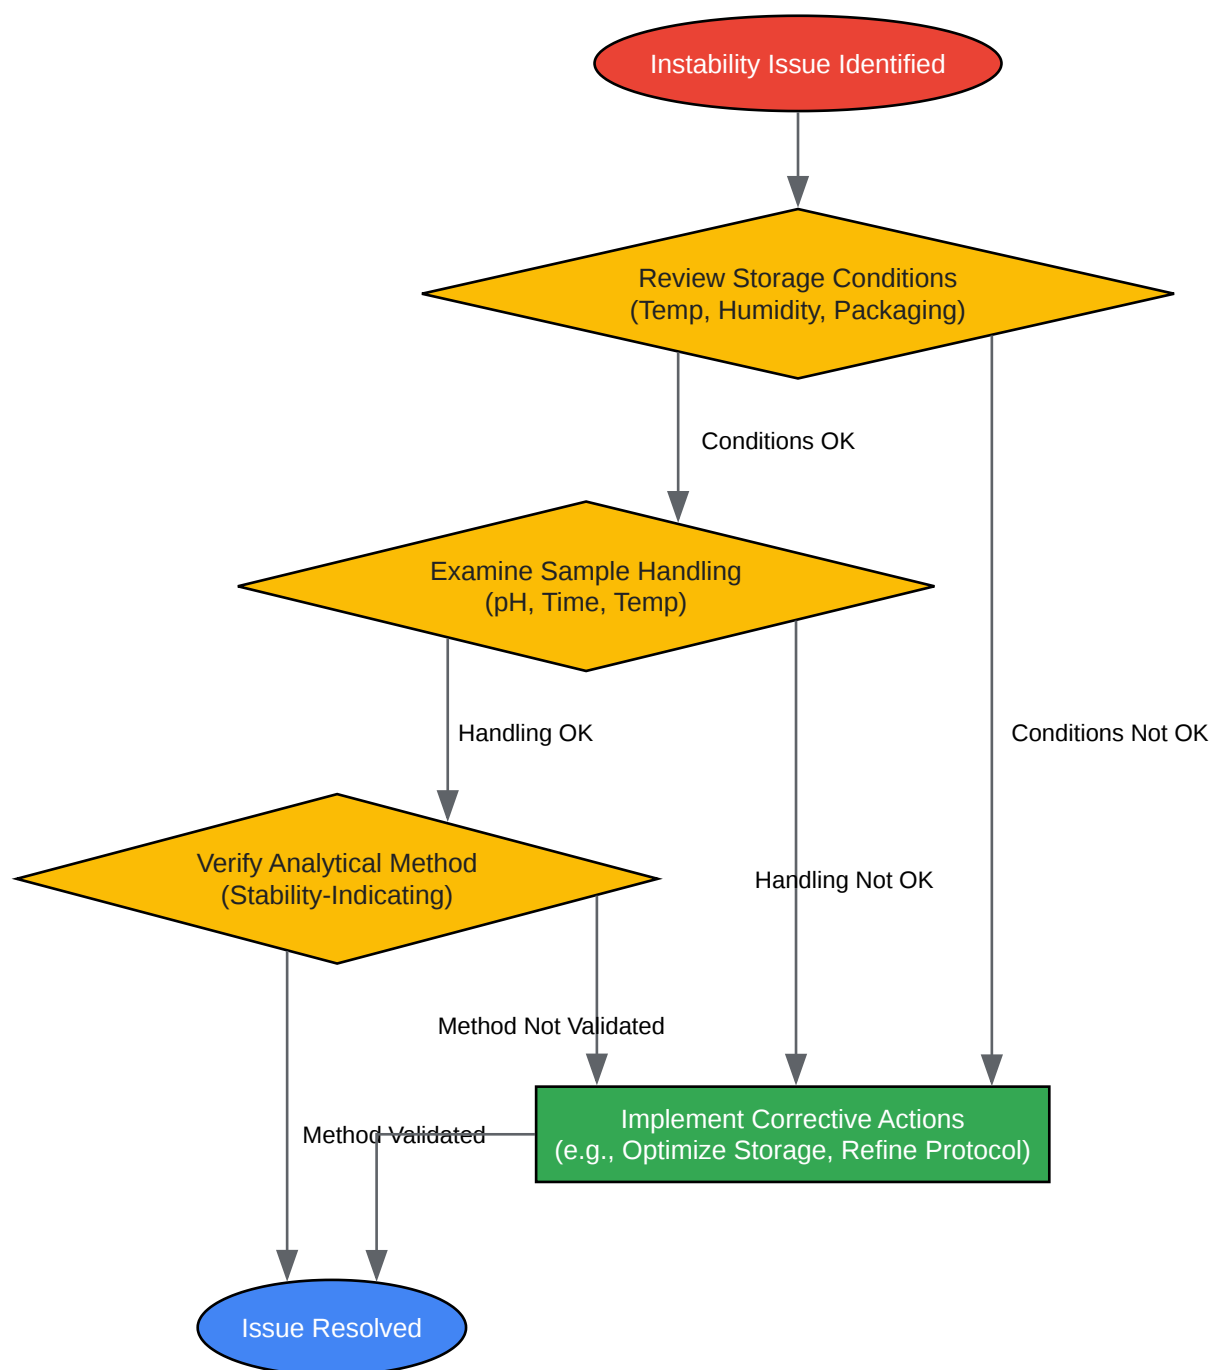 Instability Issue Identified
Review Storage Conditions
(Temp, Humidity, Packaging)
Conditions OK
Examine Sample Handling
(pH, Time, Temp)
Handling OK
Conditions Not OK
Verify Analytical Method
(Stability-Indicating)
Handling Not OK
Method Not Validated
Implement Corrective Actions
(e.g., Optimize Storage, Refine Protocol)
Method Validated
Issue Resolved